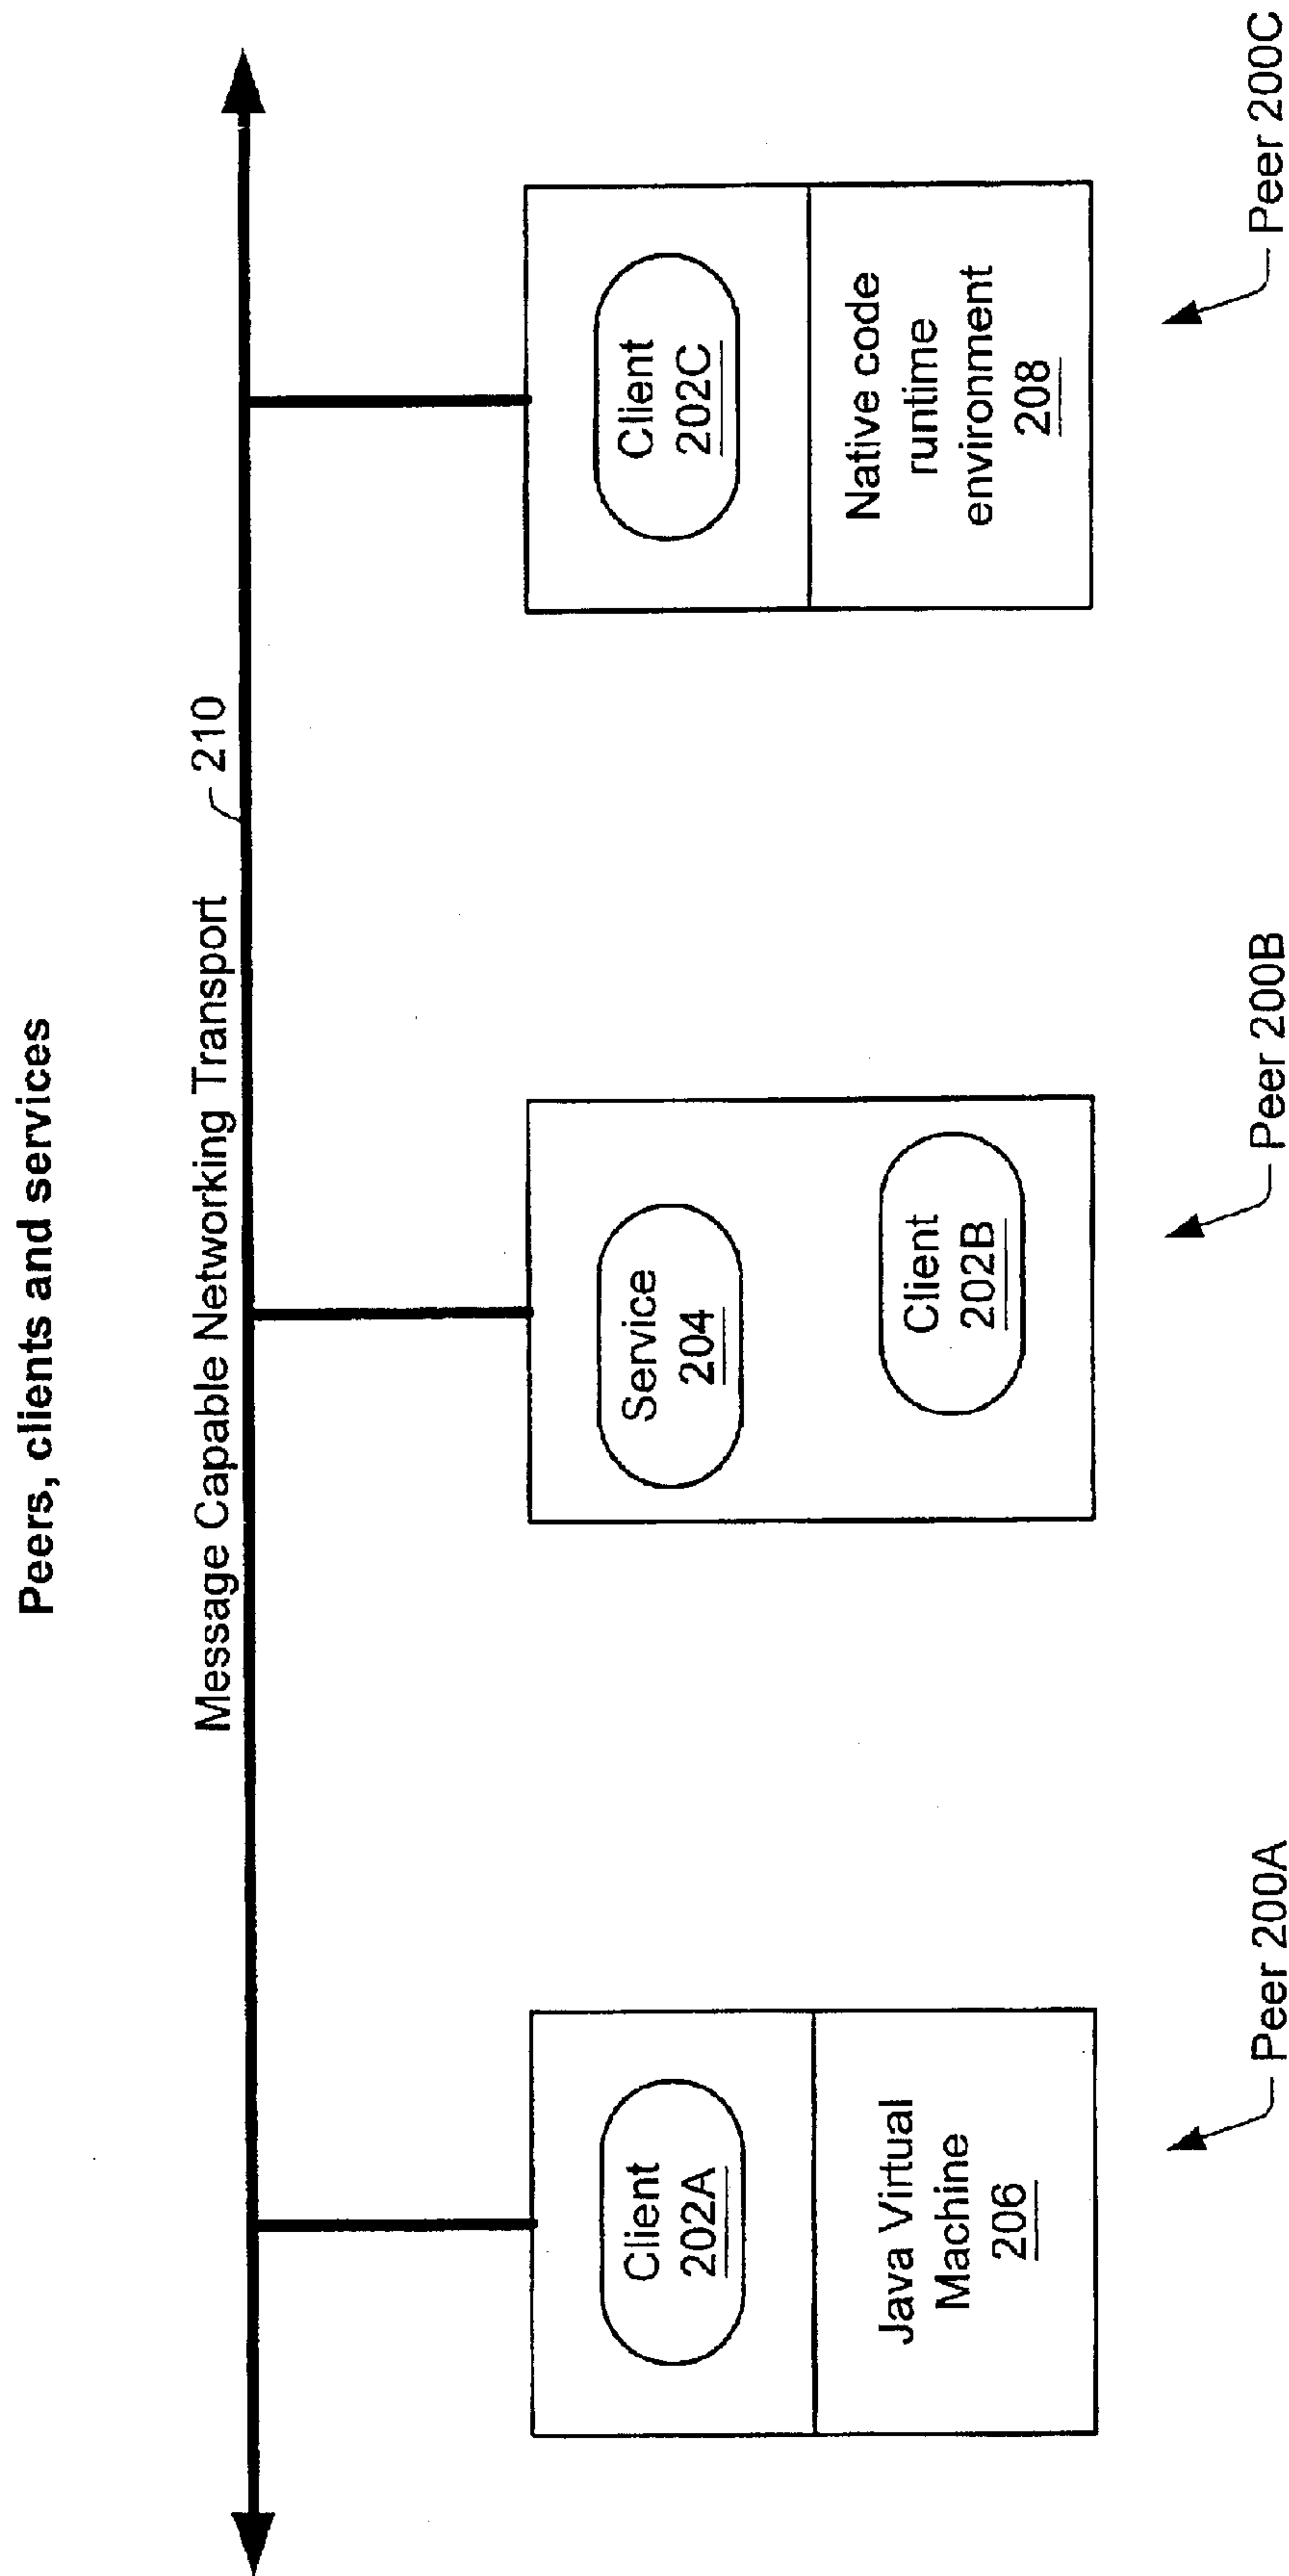 Peers, clients and services
Message Capable Networking Transport
210
Client
202A
Java Virtual
Machine
206
Peer 200A
Service
204
Client
202B
Peer 200B
Client
202C
Native code
runtime
environment
208
Peer 200C